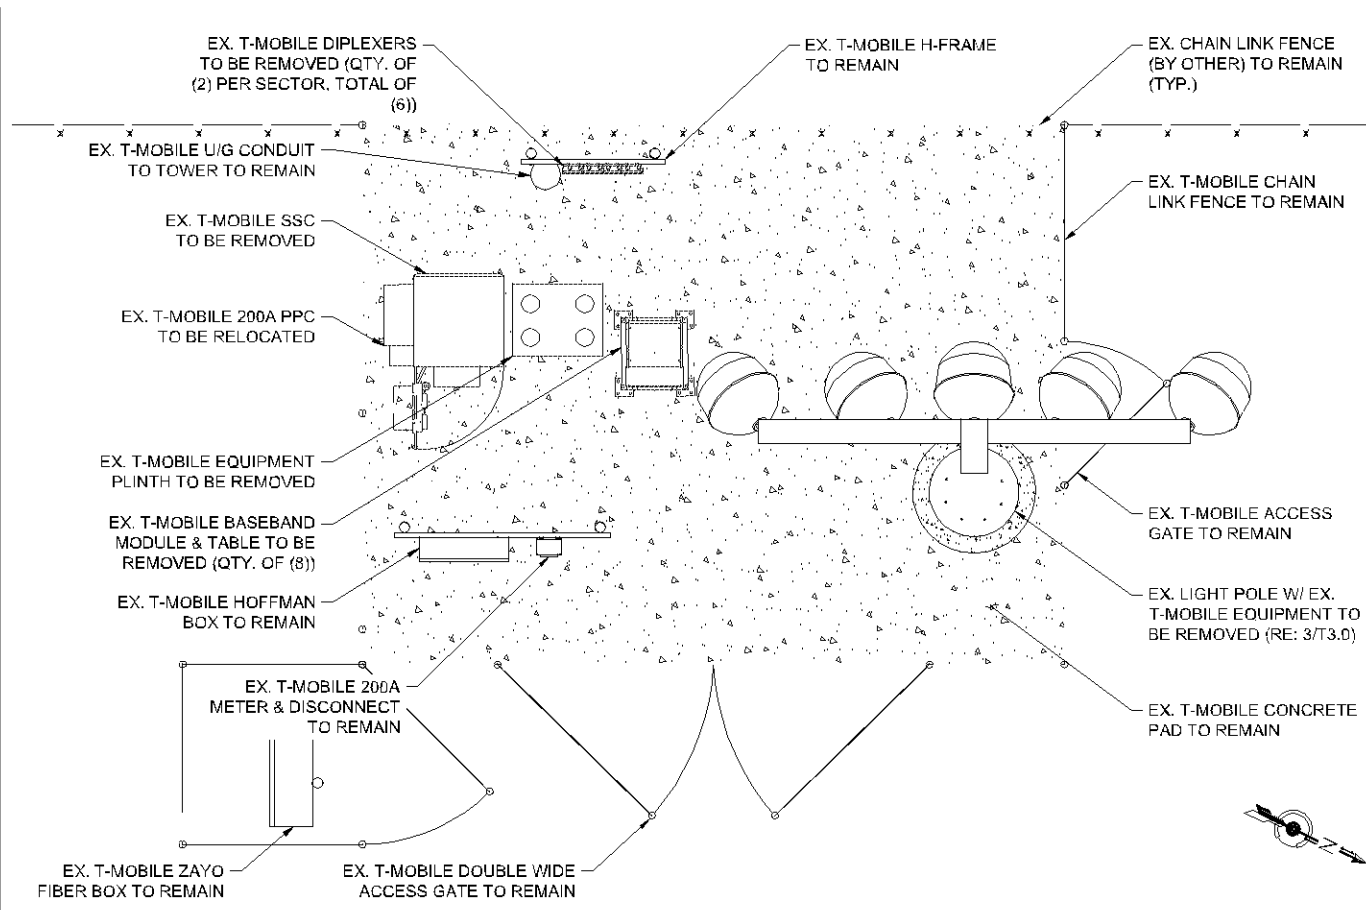 EX. T-MOBILE DIPLEXERS
TO BE REMOVED (QTY. OF
(2) PER SECTOR, TOTAL OF
(6))
EX. T-MOBILE H-FRAME
TO REMAIN
EX. CHAIN LINK FENCE
(BY OTHER) TO REMAIN
(TYP.)
EX. T-MOBILE U/G CONDUIT
TO TOWER TO REMAIN
EX. T-MOBILE CHAIN
LINK FENCE TO REMAIN
EX. T-MOBILE SSC
TO BE REMOVED
EX. T-MOBILE 200A PPC
TO BE RELOCATED
EX. T-MOBILE EQUIPMENT
PLINTH TO BE REMOVED
EX. T-MOBILE BASEBAND
MODULE & TABLE TO BE
REMOVED (QTY. OF (8))
EX. T-MOBILE ACCESS
GATE TO REMAIN
EX. T-MOBILE HOFFMAN
BOX TO REMAIN
EX. LIGHT POLE W/ EX.
T-MOBILE EQUIPMENT TO
BE REMOVED (RE: 3/T3.0)
EX. T-MOBILE 200A
METER & DISCONNECT
TO REMAIN
EX. T-MOBILE CONCRETE
PAD TO REMAIN
EX. T-MOBILE ZAYO
FIBER BOX TO REMAIN
EX. T-MOBILE DOUBLE WIDE
ACCESS GATE TO REMAIN
N